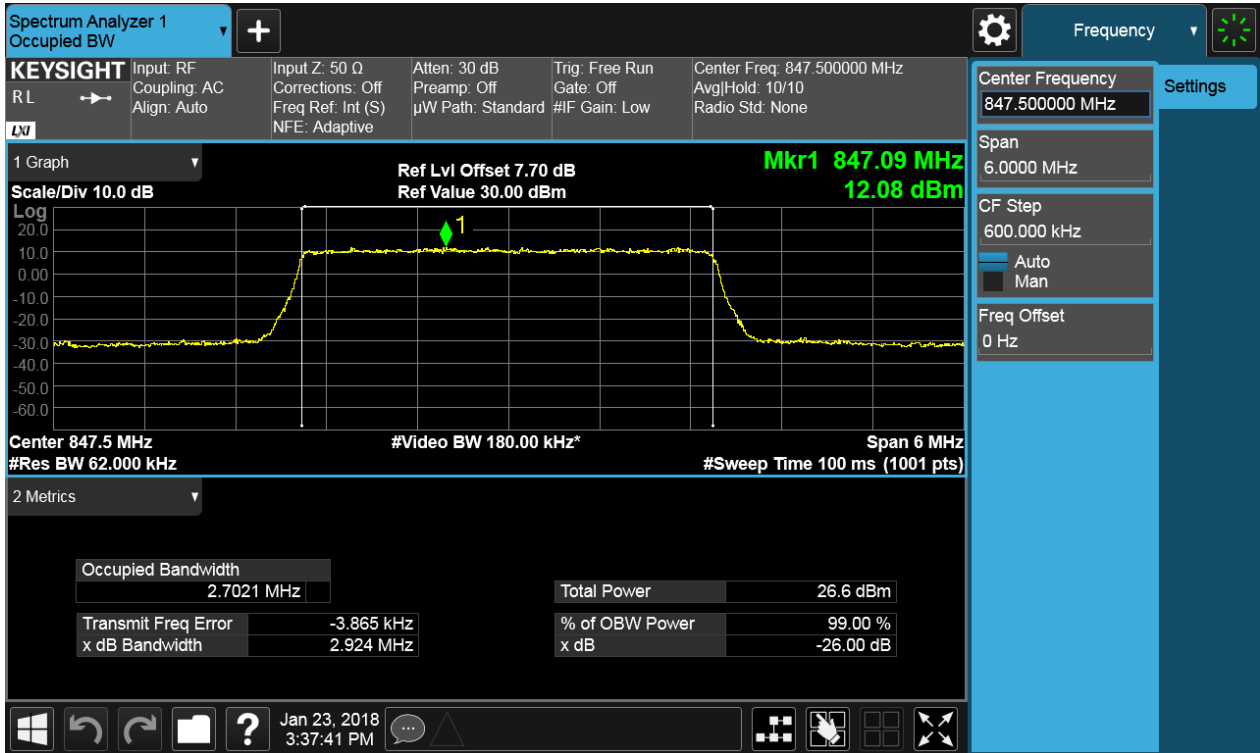 Spectrum Analyzer 1
Occupied BW
+
Frequency
KEYSIGHT
RL
LXI
Input: RF
Coupling: AC
Align: Auto
Input Z: 50 Ω
Corrections: Off
Freq Ref: Int (S)
NFE: Adaptive
Atten: 30 dB
Preamp: Off
µW Path: Standard
Trig: Free Run
Gate: Off
#IF Gain: Low
Center Freq: 847.500000 MHz
Avg|Hold: 10/10
Radio Std: None
Center Frequency
847.500000 MHz
Settings
Span
6.0000 MHz
CF Step
600.000 kHz
Auto
Man
Freq Offset
0 Hz
1 Graph
Scale/Div 10.0 dB
Ref Lvl Offset 7.70 dB
Ref Value 30.00 dBm
Mkr1 847.09 MHz
12.08 dBm
Log
20.0
10.0
0.00
-10.0
-20.0
-30.0
-40.0
-50.0
-60.0
1
Center 847.5 MHz
#Video BW 180.00 kHz*
Span 6 MHz
#Res BW 62.000 kHz
#Sweep Time 100 ms (1001 pts)
2 Metrics
Occupied Bandwidth
2.7021 MHz
Total Power 26.6 dBm
Transmit Freq Error -3.865 kHz
% of OBW Power 99.00 %
x dB Bandwidth 2.924 MHz
x dB -26.00 dB
?
Jan 23, 2018
3:37:41 PM